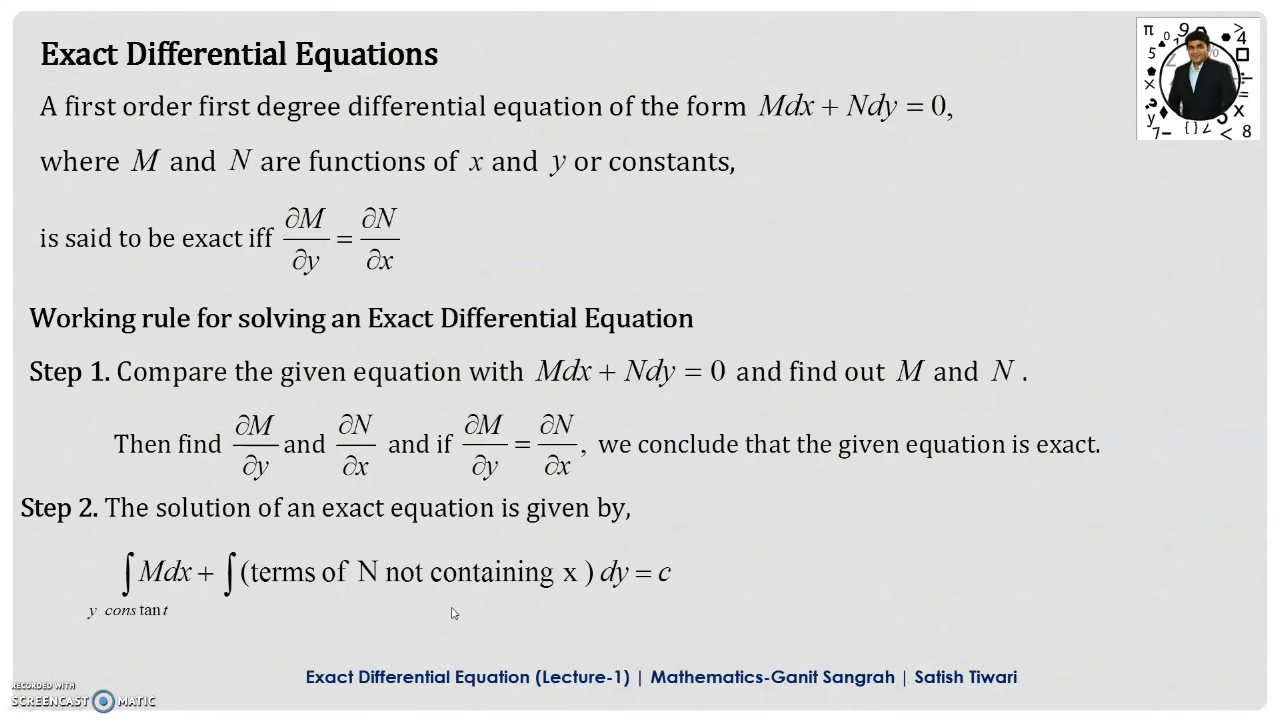 Exact Differential Equations
A first order first degree differential equation of the form Mdx + Ndy = 0,
where M and N are functions of x and y or constants,
is said to be exact iff ∂M/∂y = ∂N/∂x
Working rule for solving an Exact Differential Equation
Step 1. Compare the given equation with Mdx + Ndy = 0 and find out M and N .
Then find ∂M/∂y and ∂N/∂x and if ∂M/∂y = ∂N/∂x, we conclude that the given equation is exact.
Step 2. The solution of an exact equation is given by,
∫ Mdx + ∫ (terms of N not containing x ) dy = c
y cons tan t
Exact Differential Equation (Lecture-1) | Mathematics-Ganit Sangrah | Satish Tiwari
RECORDED WITH
SCREENCAST MATIC